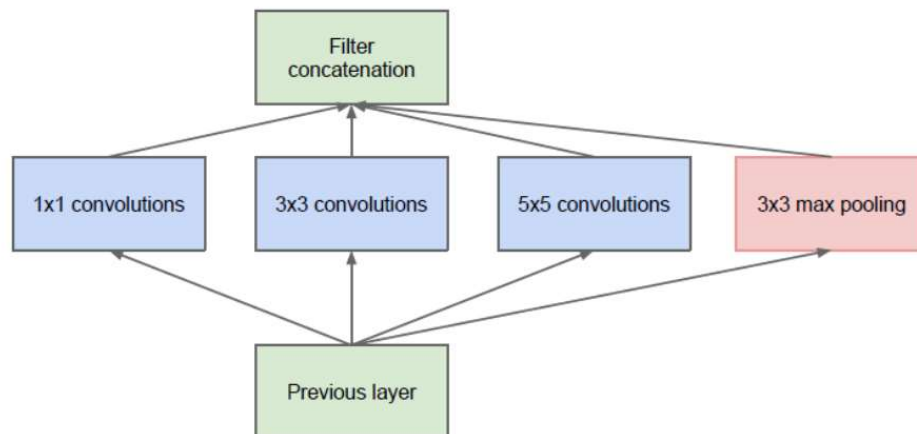 Filter
concatenation
1x1 convolutions
3x3 convolutions
5x5 convolutions
3x3 max pooling
Previous layer